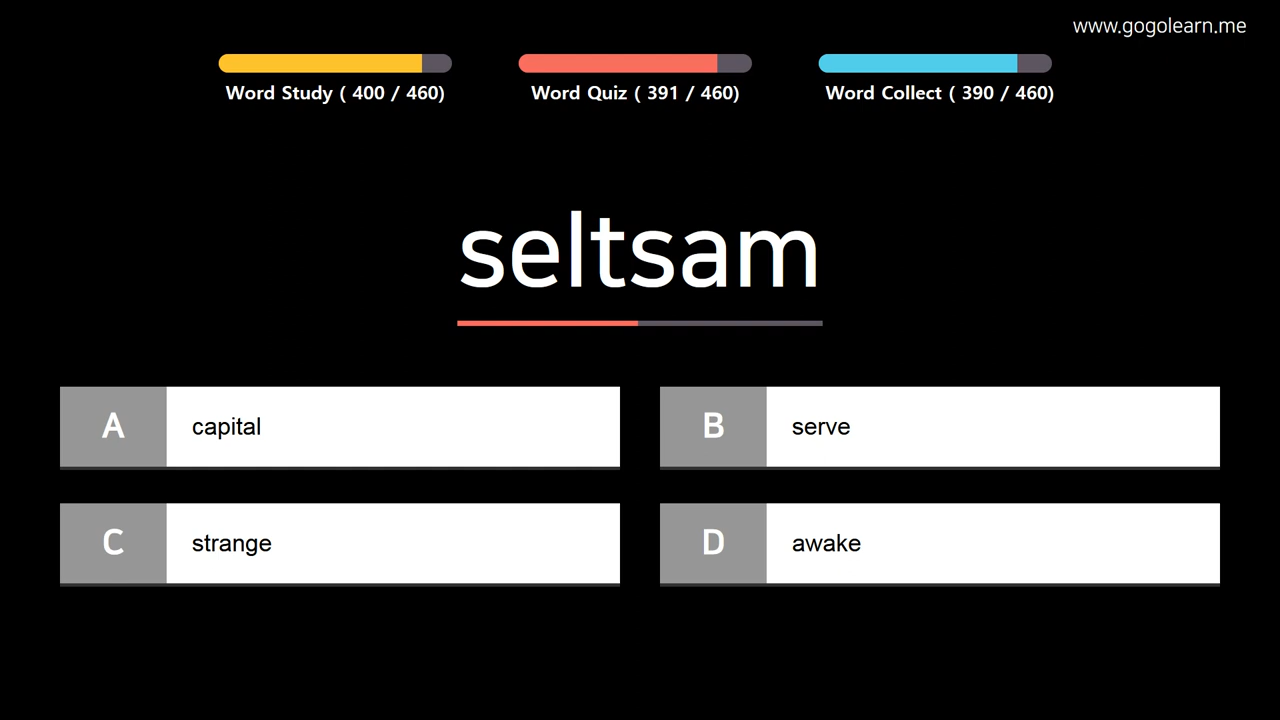 www.gogolearn.me
Word Study ( 400 / 460)
Word Quiz ( 391 / 460)
Word Collect ( 390 / 460)
seltsam
A capital
B serve
C strange
D awake